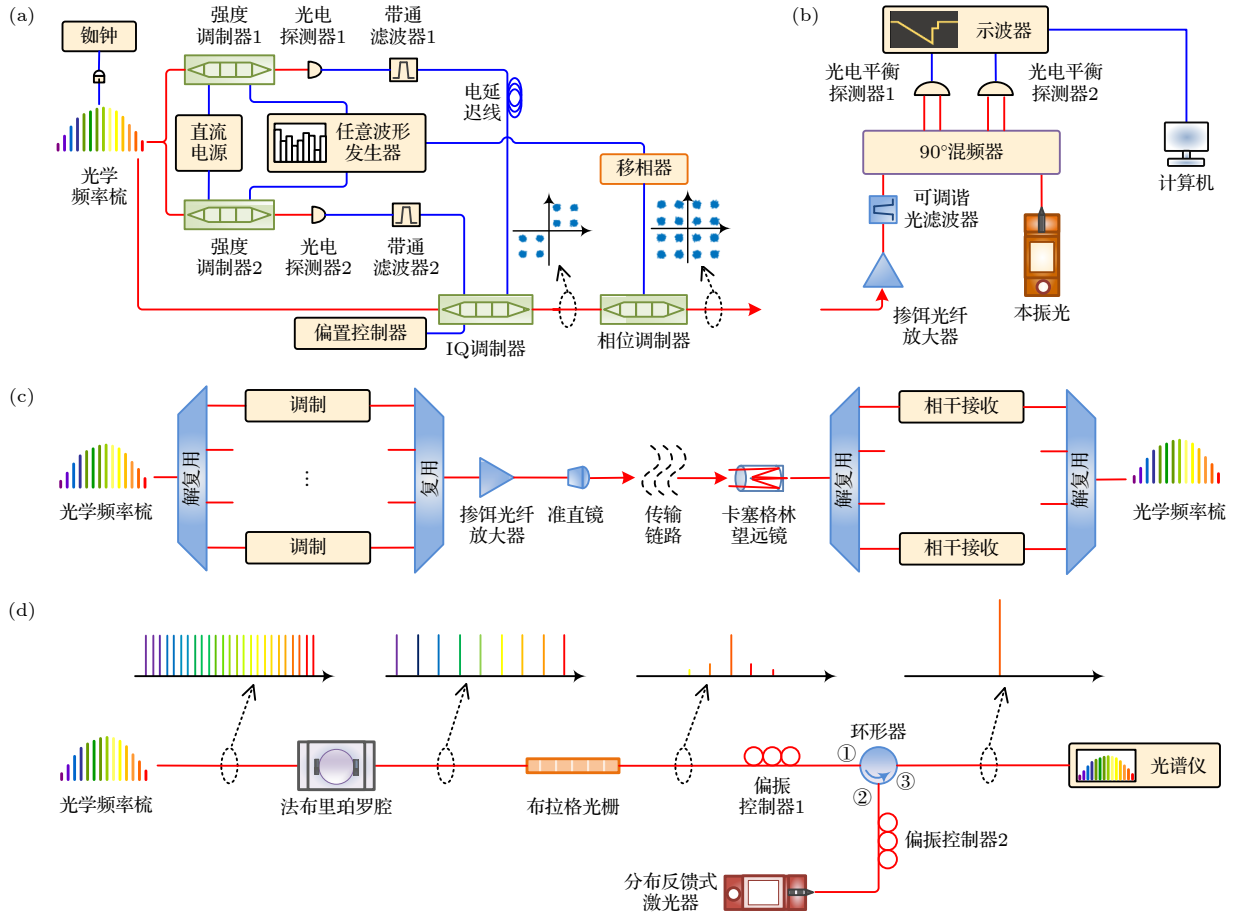 (a)
铷钟
强度
调制器1
光电
探测器1
带通
滤波器1
电延
迟线
直流
电源
任意波形
发生器
移相器
光学
频率梳
强度
调制器2
光电
探测器2
带通
滤波器2
偏置控制器
IQ调制器
相位调制器
(b)
示波器
光电平衡
探测器1
光电平衡
探测器2
90°混频器
计算机
可调谐
光滤波器
掺铒光纤
放大器
本振光
(c)
光学频率梳
解复用
调制
...
调制
复用
掺铒光纤
放大器
准直镜
传输
链路
卡塞格林
望远镜
解复用
相干接收
相干接收
解复用
光学频率梳
(d)
光学频率梳
法布里珀罗腔
布拉格光栅
偏振
控制器1
环形器
①
②
③
光谱仪
偏振控制器2
分布反馈式
激光器